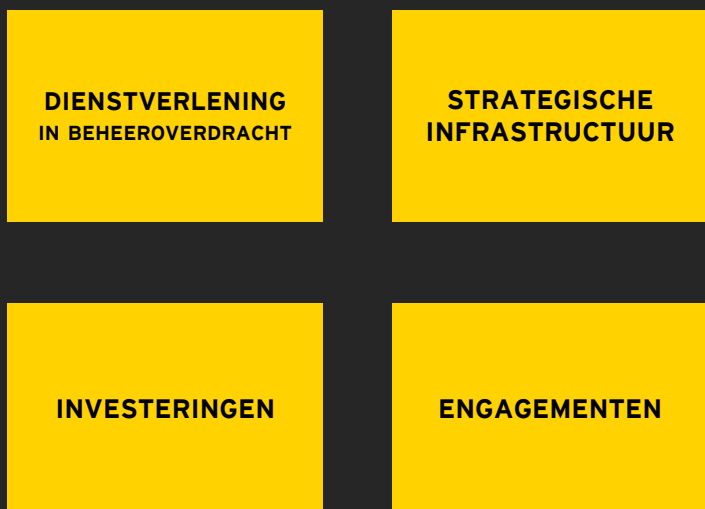 DIENSTVERLENING
IN BEHEEROVERDRACHT
STRATEGISCHE
INFRASTRUCTUUR
INVESTERINGEN
ENGAGEMENTEN